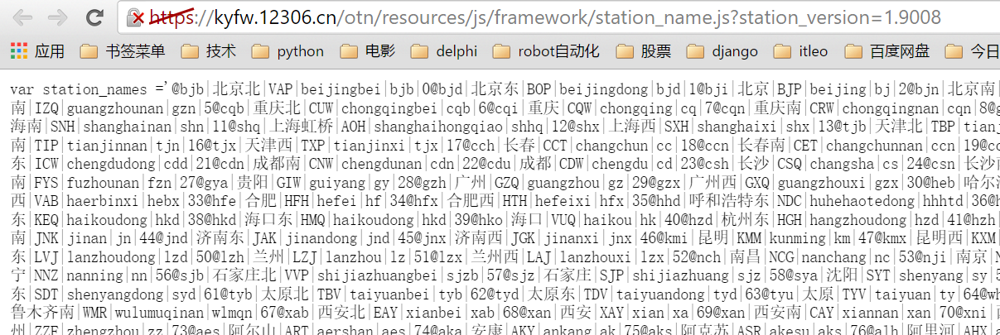 https://kyfw.12306.cn/otn/resources/js/framework/station_name.js?station_version=1.9008
应用 书签菜单 技术 python 电影 delphi robot自动化 股票 django itleo 百度网盘 今日
var station_names ='@bjb|北京北|VAP|beijingbei|bjb|0@bjd|北京东|BOP|beijingdong|bjd|1@bji|北京|BJP|beijing|bj|2@bjn|北京南|
南|IZQ|guangzhounan|gzn|5@cqb|重庆北|CUW|chongqingbei|cqb|6@cqi|重庆|CQW|chongqing|cq|7@cqn|重庆南|CRW|chongqingnan|cqn|8@g
海南|SNH|shanghainan|shn|11@shq|上海虹桥|AOH|shanghaihongqiao|shhq|12@shx|上海西|SXH|shanghaixi|shx|13@tjb|天津北|TBP|tianj
南|TIP|tianjinnan|tjn|16@tjx|天津西|TXP|tianjinxi|tjx|17@cch|长春|CCT|changchun|cc|18@ccn|长春南|CET|changchunnan|ccn|19@cc
东|ICW|chengdudong|cdd|21@cdn|成都南|CNW|chengdunan|cdn|22@cdu|成都|CDW|chengdu|cd|23@csh|长沙|CSQ|changsha|cs|24@csn|长沙南
南|FYS|fuzhounan|fzn|27@gya|贵阳|GIW|guiyang|gy|28@gzh|广州|GZQ|guangzhou|gz|29@gzx|广州西|GXQ|guangzhouxi|gzx|30@heb|哈尔滨
西|VAB|haerbinxi|hebx|33@hfe|合肥|HFH|hefei|hf|34@hfx|合肥西|HTH|hefeixi|hfx|35@hhd|呼和浩特东|NDC|huhehaotedong|hhhtd|36@h
东|KEQ|haikoudong|hkd|38@hkd|海口东|HMQ|haikoudong|hkd|39@hko|海口|VUQ|haikou|hk|40@hzd|杭州东|HGH|hangzhoudong|hzd|41@hzh|
南|JNK|jinan|jn|44@jnd|济南东|JAK|jinandong|jnd|45@jnx|济南西|JGK|jinanxi|jnx|46@kmi|昆明|KMM|kunming|km|47@kmx|昆明西|KXM|
东|LVJ|lanzhoudong|lzd|50@lzh|兰州|LZJ|lanzhou|lz|51@lzx|兰州西|LAJ|lanzhouxi|lzx|52@nch|南昌|NCG|nanchang|nc|53@nji|南京|N
宁|NNZ|nanning|nn|56@sjb|石家庄北|VVP|shijiazhuangbei|sjzb|57@sjz|石家庄|SJP|shijiazhuang|sjz|58@sya|沈阳|SYT|shenyang|sy|5
东|SDT|shenyangdong|syd|61@tyb|太原北|TBV|taiyuanbei|tyb|62@tyd|太原东|TDV|taiyuandong|tyd|63@tyu|太原|TYV|taiyuan|ty|64@wh
鲁木齐南|WMR|wulumuqinan|wlmqn|67@xab|西安北|EAY|xianbei|xab|68@xan|西安|XAY|xian|xa|69@xan|西安南|CAY|xiannan|xan|70@xni|西
州|ZZF|zhengzhou|zz|73@aes|阿尔山|ART|aershan|aes|74@aka|安康|AKY|ankang|ak|75@aks|阿克苏|ASR|akesu|aks|76@alh|阿里河|AHX|a